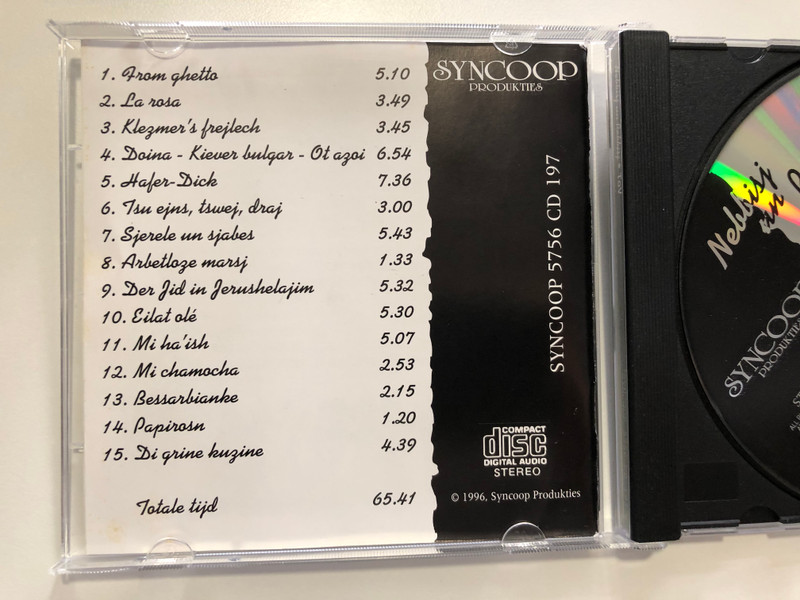 1. From ghetto 5.10
2. La rosa 3.49
3. Klezmer's frejlech 3.45
4. Doina - Kiever bulgar - Ot azoi 6.54
5. Hafer-Dick 7.36
6. Tsu ejns, tswej, draj 3.00
7. Sjerele un sjabes 5.43
8. Arbetloze marsj 1.33
9. Der Jid in Jerushelajim 5.32
10. Eilat olé 5.30
11. Mi ha'ish 5.07
12. Mi chamocha 2.53
13. Bessarbianke 2.15
14. Papirosn 1.20
15. Di grine kuzine 4.39
Totale tijd 65.41
SYNCOOP
PRODUKTIES
SYNCOOP 5756 CD 197
COMPACT
disc
DIGITAL AUDIO
STEREO
© 1996, Syncoop Produkties
Nebbisj
SYNCOOP
PRODUKTIES